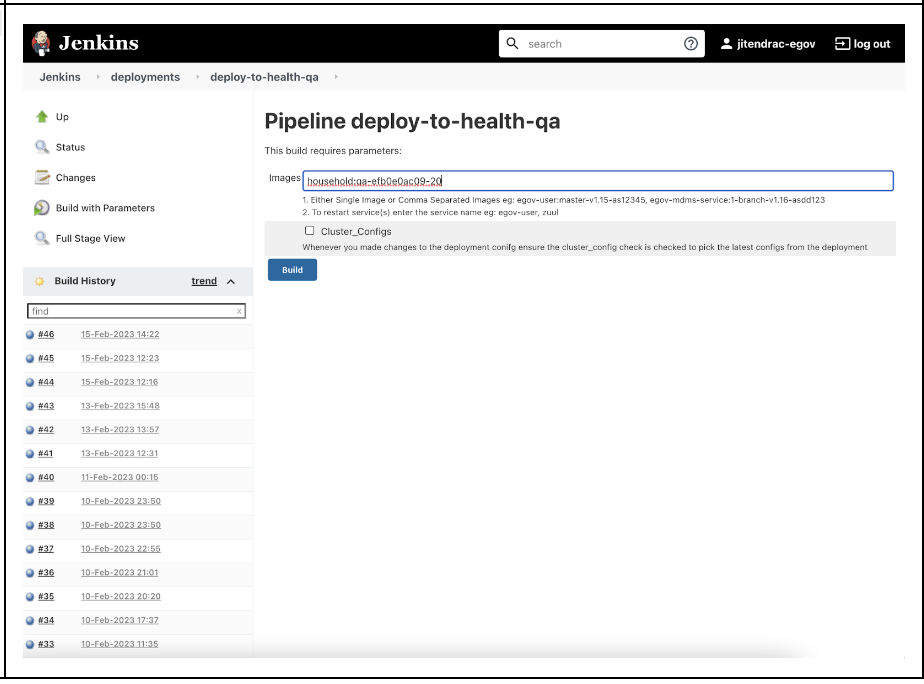 Jenkins
search
jitendrac-egov
log out
Jenkins
deployments
deploy-to-health-qa
Up
Status
Changes
Build with Parameters
Full Stage View
Build History
trend
find
x
#46 15-Feb-2023 14:22
#45 15-Feb-2023 12:23
#44 15-Feb-2023 12:16
#43 13-Feb-2023 15:48
#42 13-Feb-2023 13:57
#41 13-Feb-2023 12:31
#40 11-Feb-2023 00:15
#39 10-Feb-2023 23:50
#38 10-Feb-2023 23:50
#37 10-Feb-2023 22:55
#36 10-Feb-2023 21:01
#35 10-Feb-2023 20:20
#34 10-Feb-2023 17:37
#33 10-Feb-2023 11:35
Pipeline deploy-to-health-qa
This build requires parameters:
Images household:qa-efb0e0ac09-20
1. Either Single Image or Comma Separated Images eg: egov-user:master-v1.15-as12345, egov-mdms-service:1-branch-v1.16-asdd123
2. To restart service(s) enter the service name eg: egov-user, zuul
Cluster_Configs
Whenever you made changes to the deployment conifg ensure the cluster_config check is checked to pick the latest configs from the deployment
Build